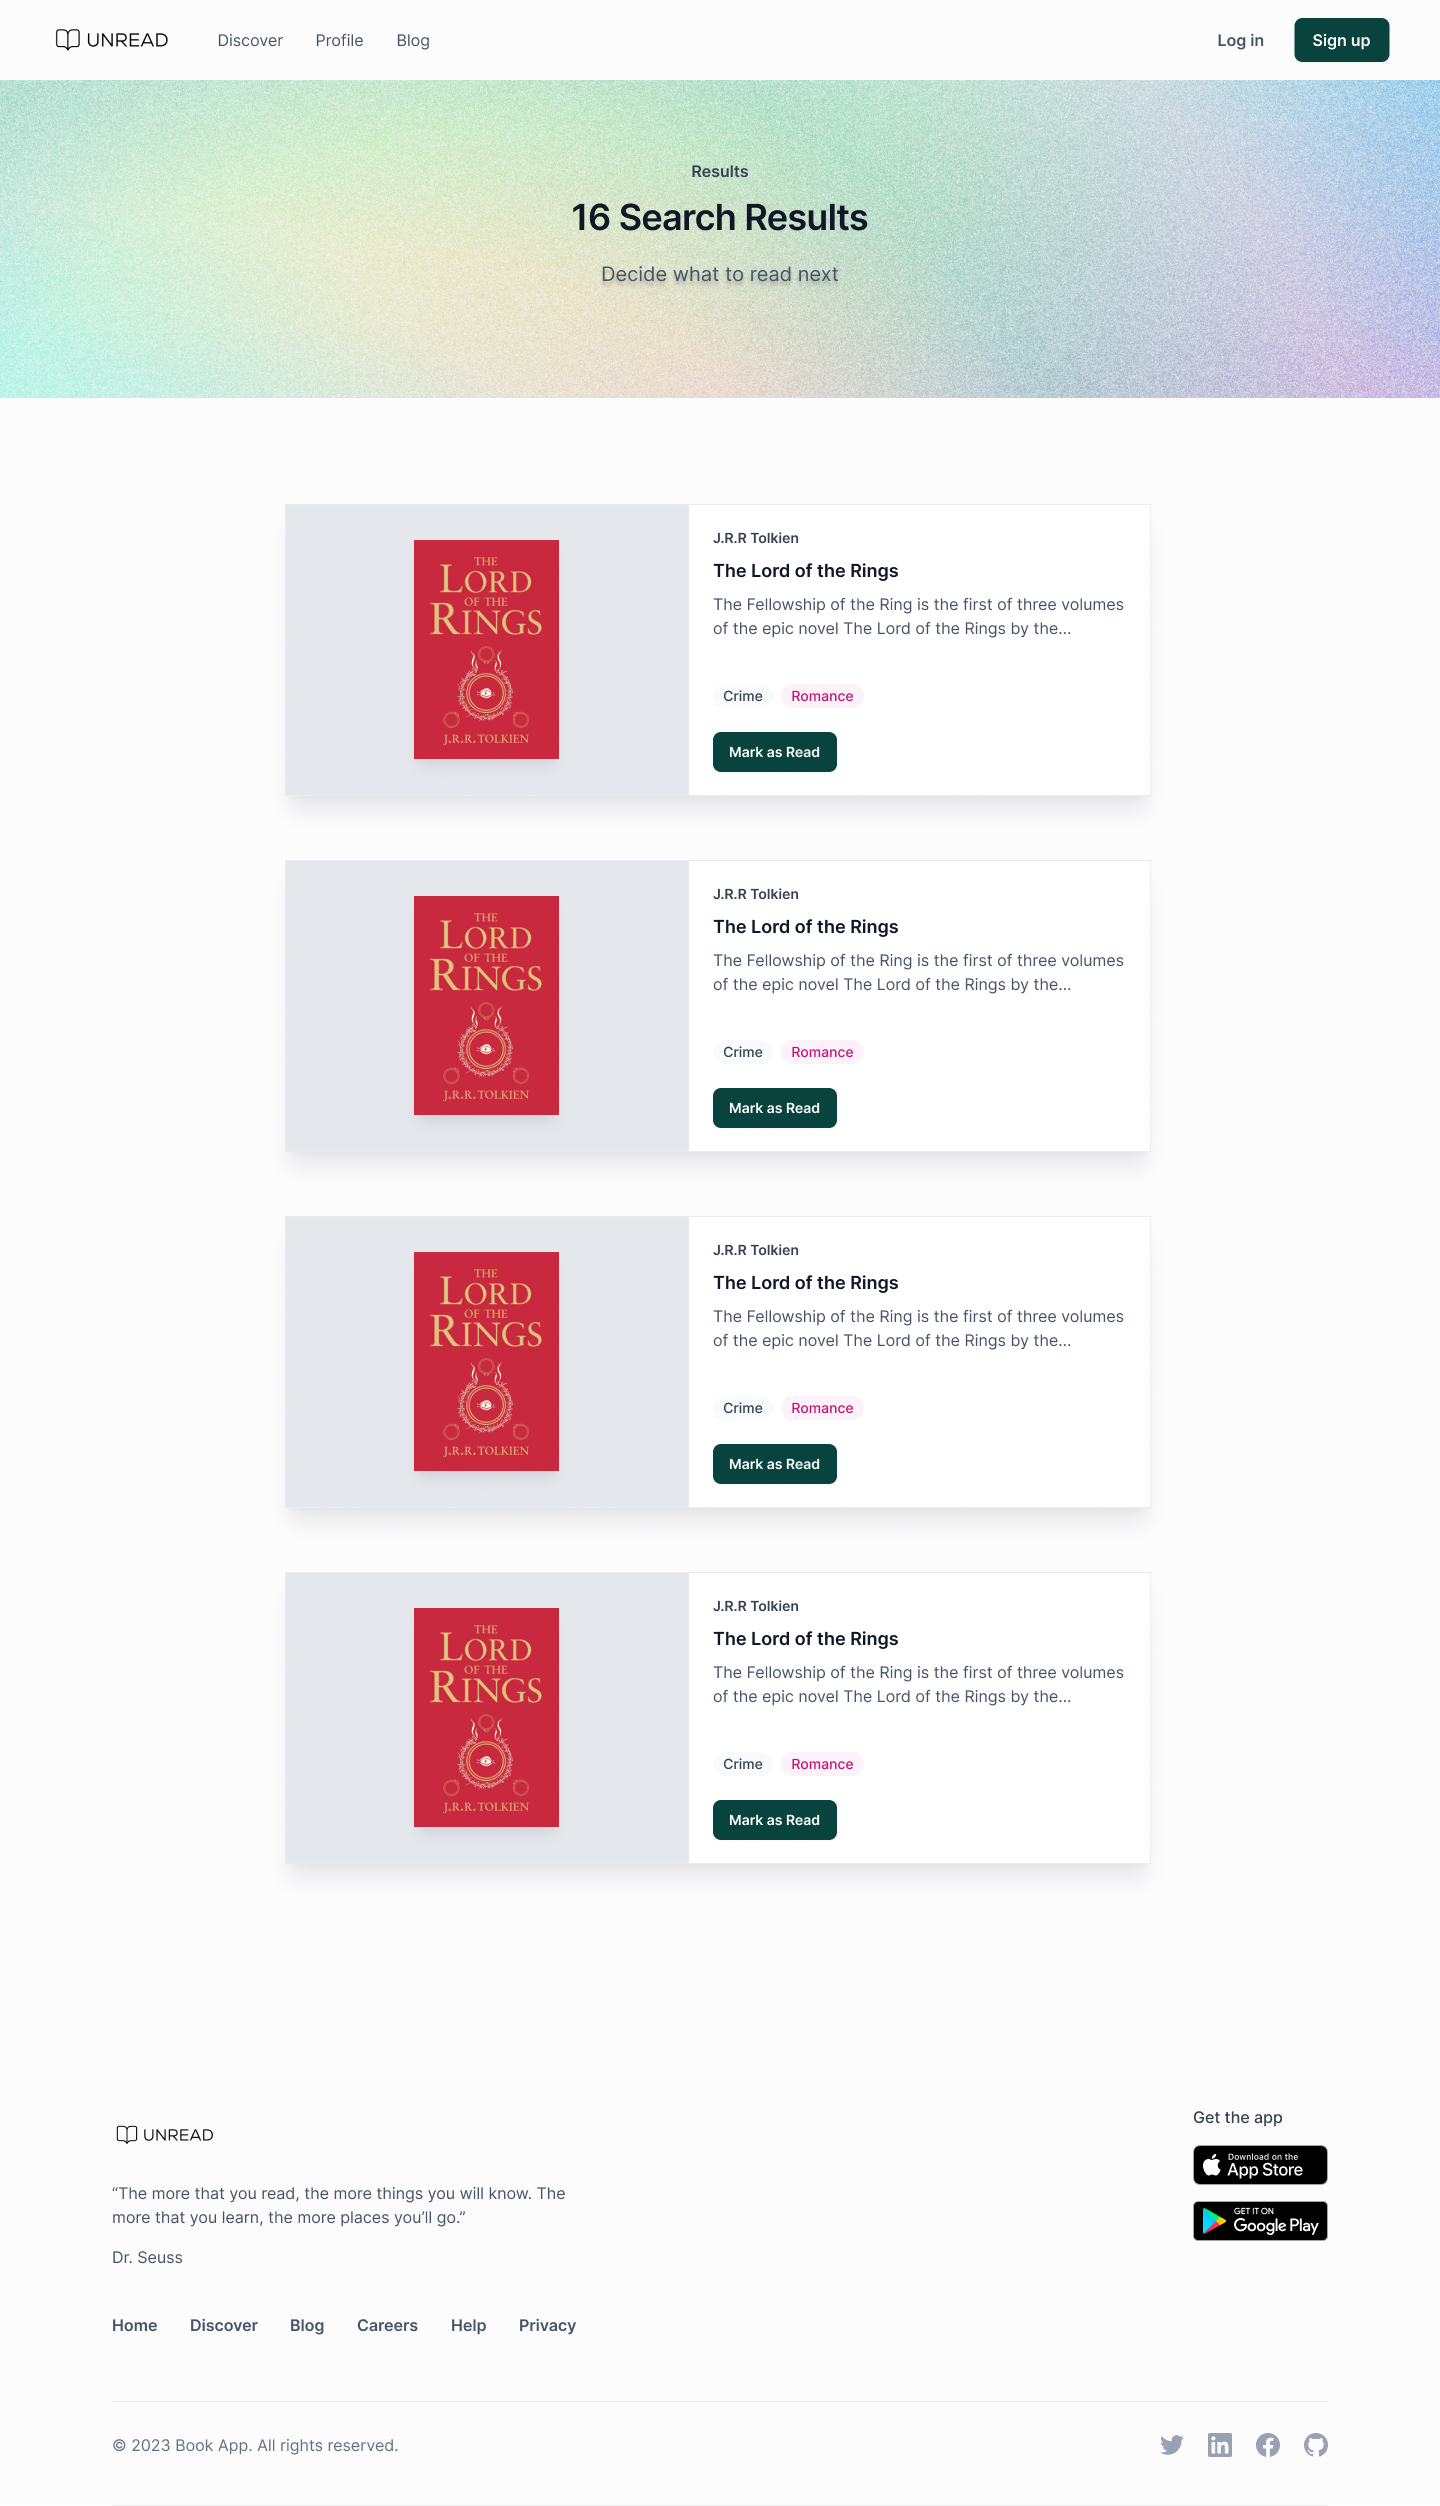 UNREAD
Discover
Profile
Blog
Log in
Sign up
Results
16 Search Results
Decide what to read next
THE
LORD
OF THE
RINGS
J.R.R. TOLKIEN
J.R.R Tolkien
The Lord of the Rings
The Fellowship of the Ring is the first of three volumes
of the epic novel The Lord of the Rings by the...
Crime
Romance
Mark as Read
THE
LORD
OF THE
RINGS
J.R.R. TOLKIEN
J.R.R Tolkien
The Lord of the Rings
The Fellowship of the Ring is the first of three volumes
of the epic novel The Lord of the Rings by the...
Crime
Romance
Mark as Read
THE
LORD
OF THE
RINGS
J.R.R. TOLKIEN
J.R.R Tolkien
The Lord of the Rings
The Fellowship of the Ring is the first of three volumes
of the epic novel The Lord of the Rings by the...
Crime
Romance
Mark as Read
THE
LORD
OF THE
RINGS
J.R.R. TOLKIEN
J.R.R Tolkien
The Lord of the Rings
The Fellowship of the Ring is the first of three volumes
of the epic novel The Lord of the Rings by the...
Crime
Romance
Mark as Read
UNREAD
“The more that you read, the more things you will know. The
more that you learn, the more places you’ll go.”
Dr. Seuss
Home
Discover
Blog
Careers
Help
Privacy
Get the app
Download on the
App Store
GET IT ON
Google Play
© 2023 Book App. All rights reserved.